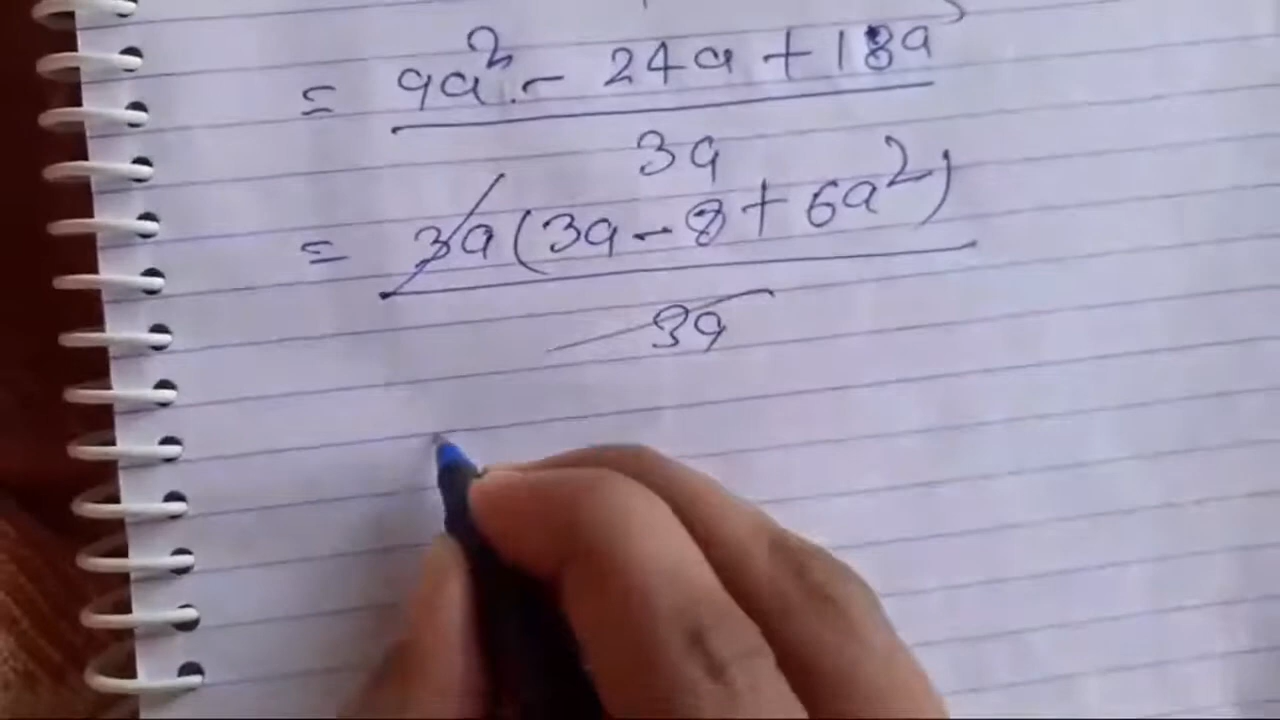 = 9a² - 24a + 18a
3a
= 3a(3a - 8 + 6a²)
3a